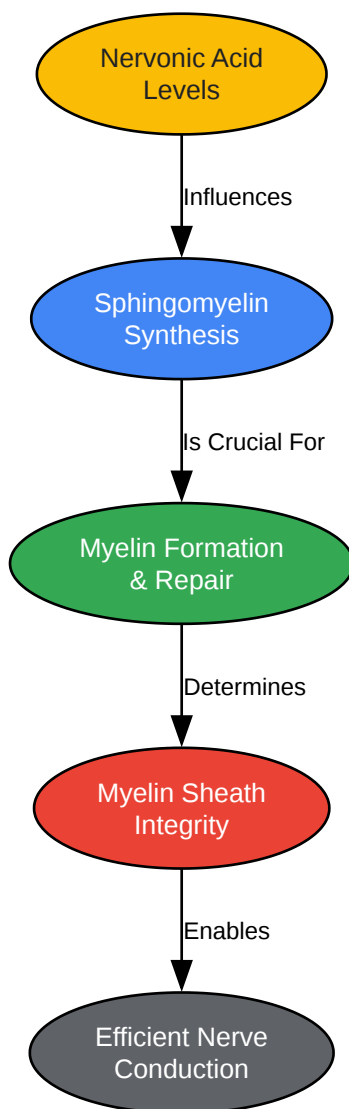 Nervonic Acid
Levels
Influences
Sphingomyelin
Synthesis
Is Crucial For
Myelin Formation
& Repair
Determines
Myelin Sheath
Integrity
Enables
Efficient Nerve
Conduction